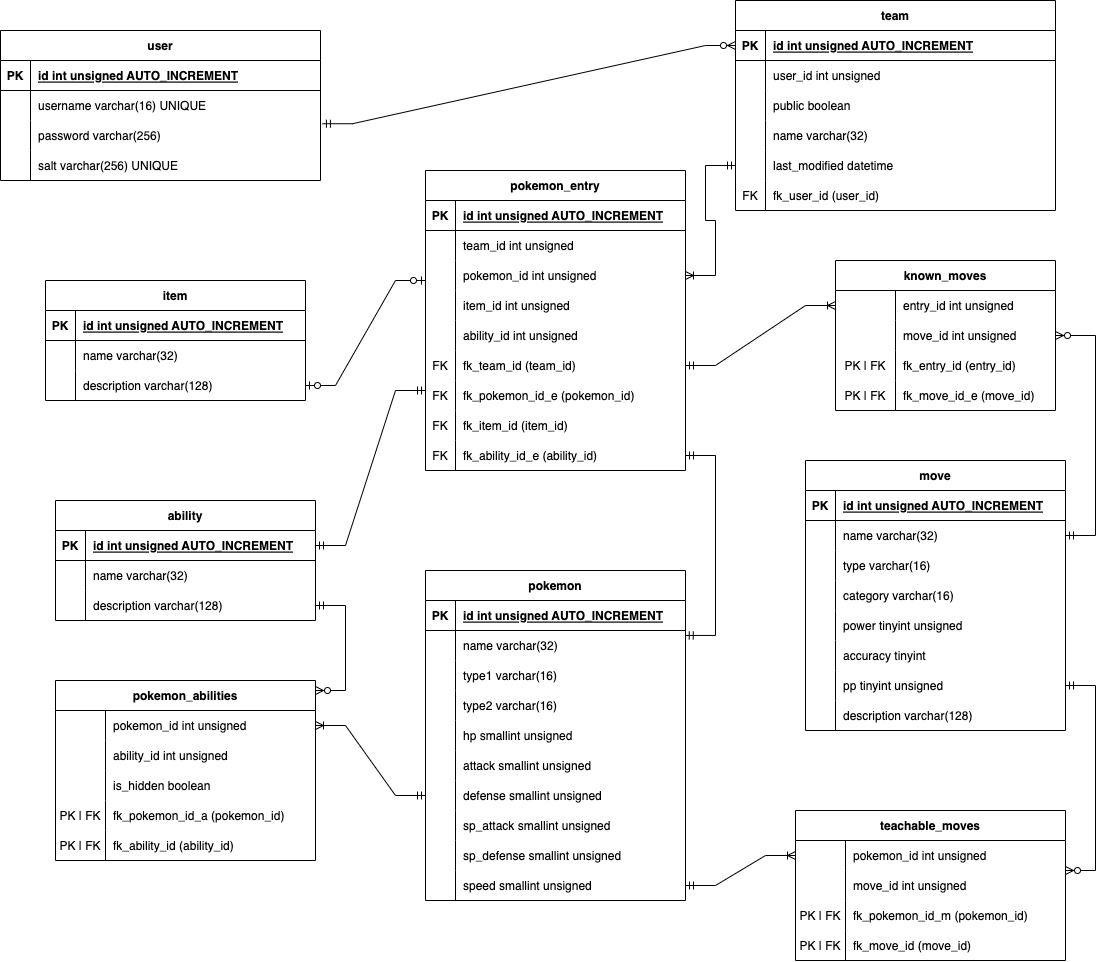 user
PK id int unsigned AUTO_INCREMENT
username varchar(16) UNIQUE
password varchar(256)
salt varchar(256) UNIQUE
team
PK id int unsigned AUTO_INCREMENT
user_id int unsigned
public boolean
name varchar(32)
last_modified datetime
FK fk_user_id (user_id)
pokemon_entry
PK id int unsigned AUTO_INCREMENT
team_id int unsigned
pokemon_id int unsigned
item_id int unsigned
ability_id int unsigned
FK fk_team_id (team_id)
FK fk_pokemon_id_e (pokemon_id)
FK fk_item_id (item_id)
FK fk_ability_id_e (ability_id)
item
PK id int unsigned AUTO_INCREMENT
name varchar(32)
description varchar(128)
known_moves
entry_id int unsigned
move_id int unsigned
PK | FK fk_entry_id (entry_id)
PK | FK fk_move_id_e (move_id)
ability
PK id int unsigned AUTO_INCREMENT
name varchar(32)
description varchar(128)
move
PK id int unsigned AUTO_INCREMENT
name varchar(32)
type varchar(16)
category varchar(16)
power tinyint unsigned
accuracy tinyint
pp tinyint unsigned
description varchar(128)
pokemon
PK id int unsigned AUTO_INCREMENT
name varchar(32)
type1 varchar(16)
type2 varchar(16)
hp smallint unsigned
attack smallint unsigned
defense smallint unsigned
sp_attack smallint unsigned
sp_defense smallint unsigned
speed smallint unsigned
pokemon_abilities
pokemon_id int unsigned
ability_id int unsigned
is_hidden boolean
PK | FK fk_pokemon_id_a (pokemon_id)
PK | FK fk_ability_id (ability_id)
teachable_moves
pokemon_id int unsigned
move_id int unsigned
PK | FK fk_pokemon_id_m (pokemon_id)
PK | FK fk_move_id (move_id)